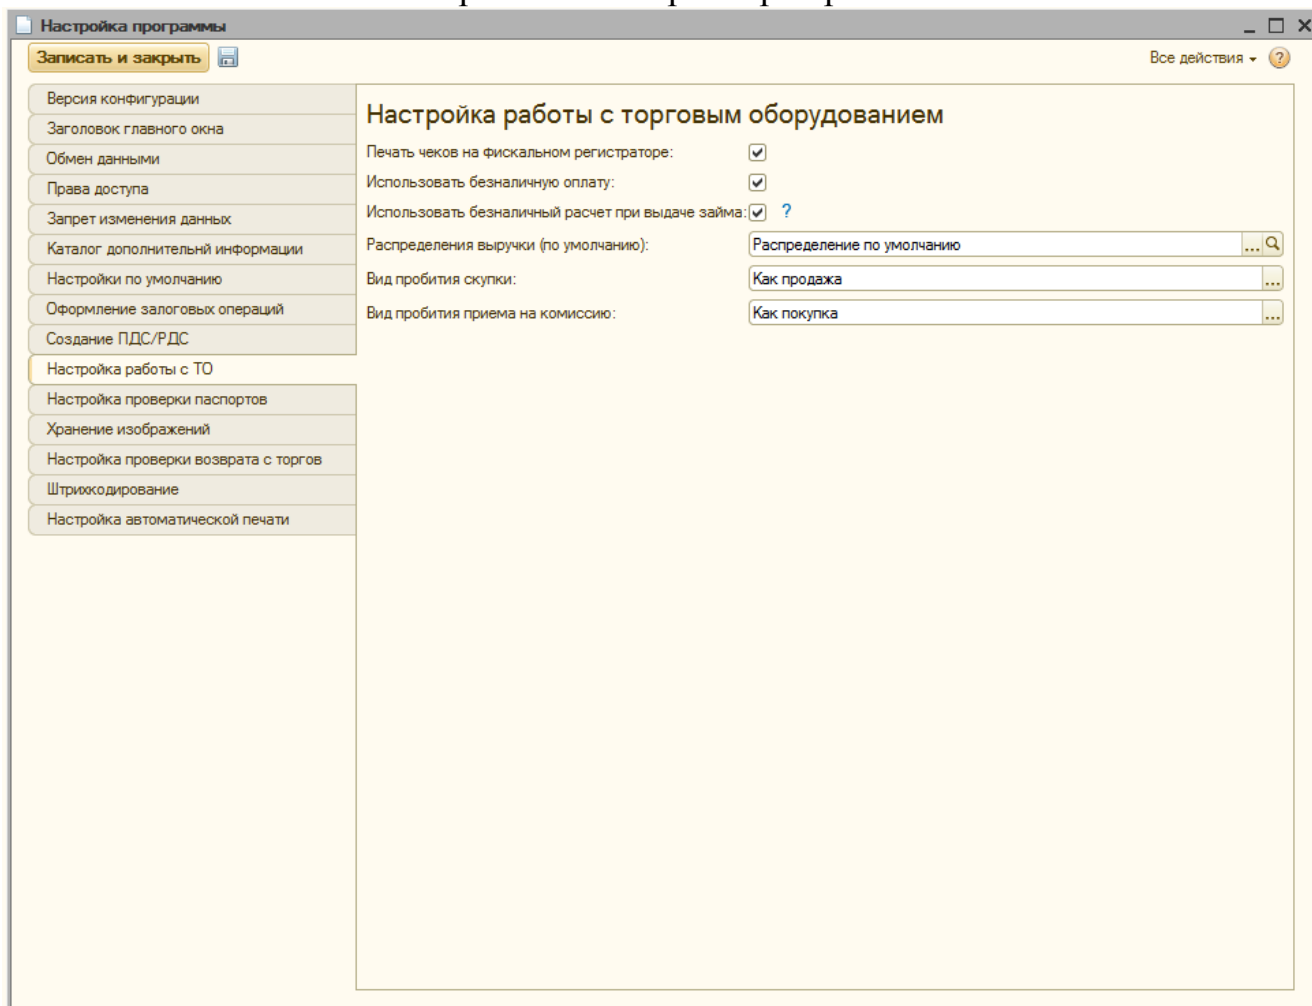 Настройка программы
Записать и закрыть
Все действия
?
Версия конфигурации
Заголовок главного окна
Обмен данными
Права доступа
Запрет изменения данных
Каталог дополнительнй информации
Настройки по умолчанию
Оформление залоговых операций
Создание ПДС/РДС
Настройка работы с ТО
Настройка проверки паспортов
Хранение изображений
Настройка проверки возврата с торгов
Штрихкодирование
Настройка автоматической печати
Настройка работы с торговым оборудованием
Печать чеков на фискальном регистраторе:
Использовать безналичную оплату:
Использовать безналичный расчет при выдаче займа: ?
Распределения выручки (по умолчанию): Распределение по умолчанию ...
Вид пробития скупки: Как продажа ...
Вид пробития приема на комиссию: Как покупка ...